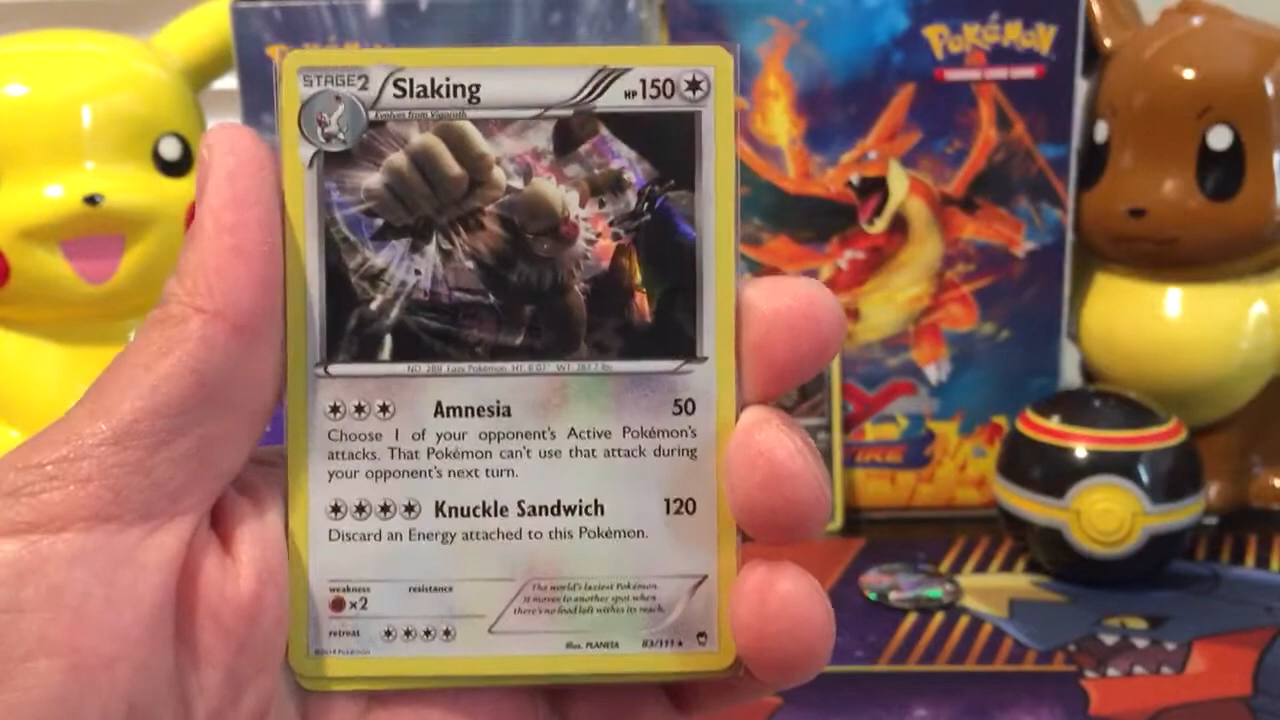 POKéMON
POKéMON
STAGE2 Slaking HP150
Evolves from Vigoroth
NO. 289 Lazy Pokémon HT: 6'07" WT: 287.7 lbs.
Amnesia 50
Choose 1 of your opponent's Active Pokémon's
attacks. That Pokémon can't use that attack during
your opponent's next turn.
Knuckle Sandwich 120
Discard an Energy attached to this Pokémon.
weakness resistance
×2
The world's laziest Pokémon.
It moves to another spot when
there's no food left within its reach.
retreat
Illus. PLANETA 83/111
©2014 Pokémon